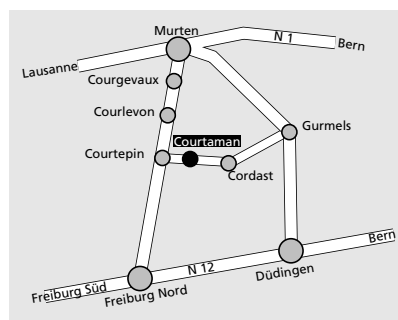 Murten
N 1
Bern
Lausanne
Courgevaux
Courlevon
Gurmels
Courtaman
Courtepin
Cordast
Bern
N 12
Düdingen
Freiburg Süd
Freiburg Nord